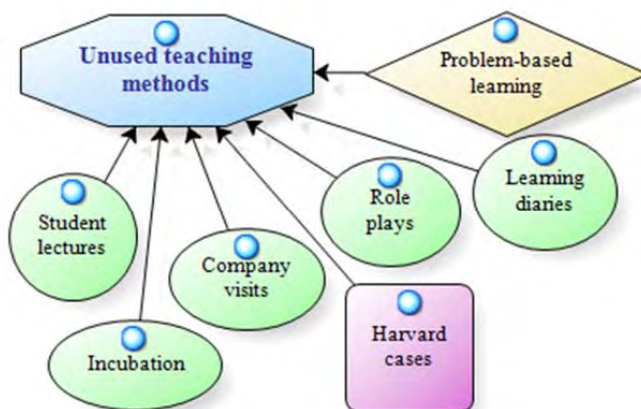 Unused teaching
methods
Problem-based
learning
Learning
diaries
Role
plays
Student
lectures
Company
visits
Harvard
cases
Incubation